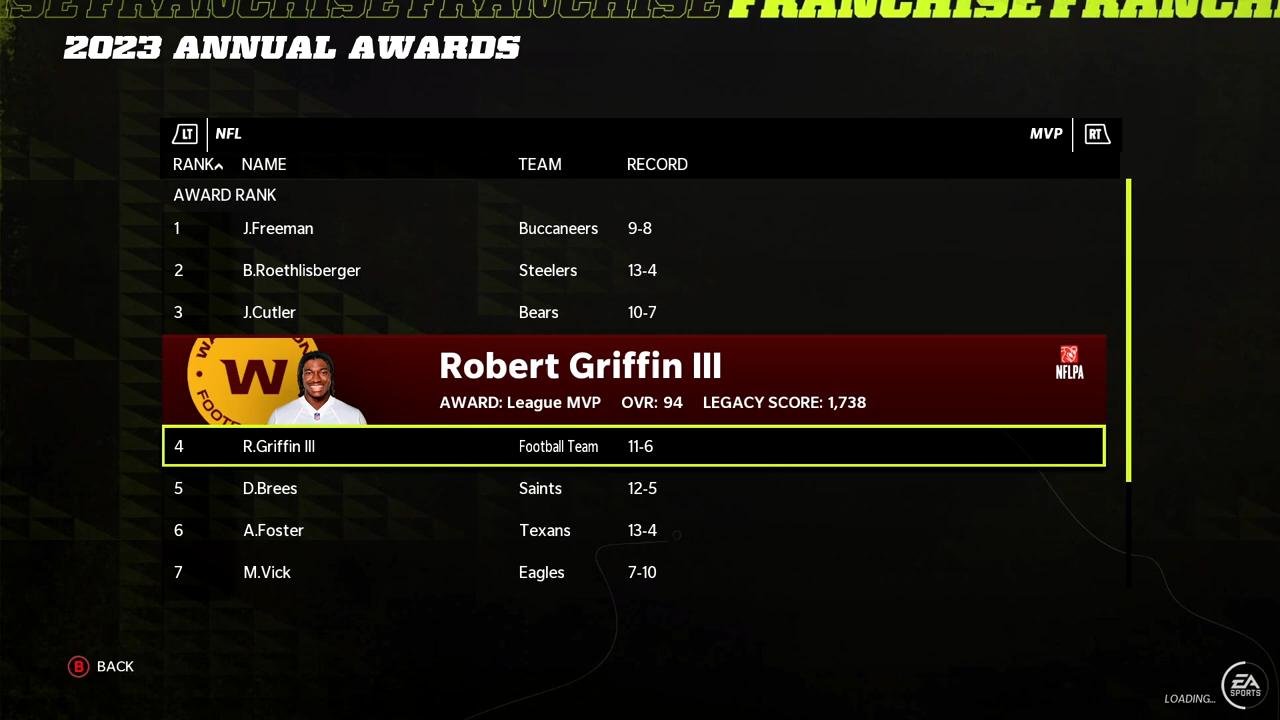 FRANCHISE FRANCHISE FRANCHISE FRANCH
2023 ANNUAL AWARDS
LT NFL MVP RT
RANK NAME TEAM RECORD
AWARD RANK
1 J.Freeman Buccaneers 9-8
2 B.Roethlisberger Steelers 13-4
3 J.Cutler Bears 10-7
W
FOOT
Robert Griffin III
NFLPA
AWARD: League MVP OVR: 94 LEGACY SCORE: 1,738
4 R.Griffin III Football Team 11-6
5 D.Brees Saints 12-5
6 A.Foster Texans 13-4
7 M.Vick Eagles 7-10
B BACK
LOADING...
EA
SPORTS